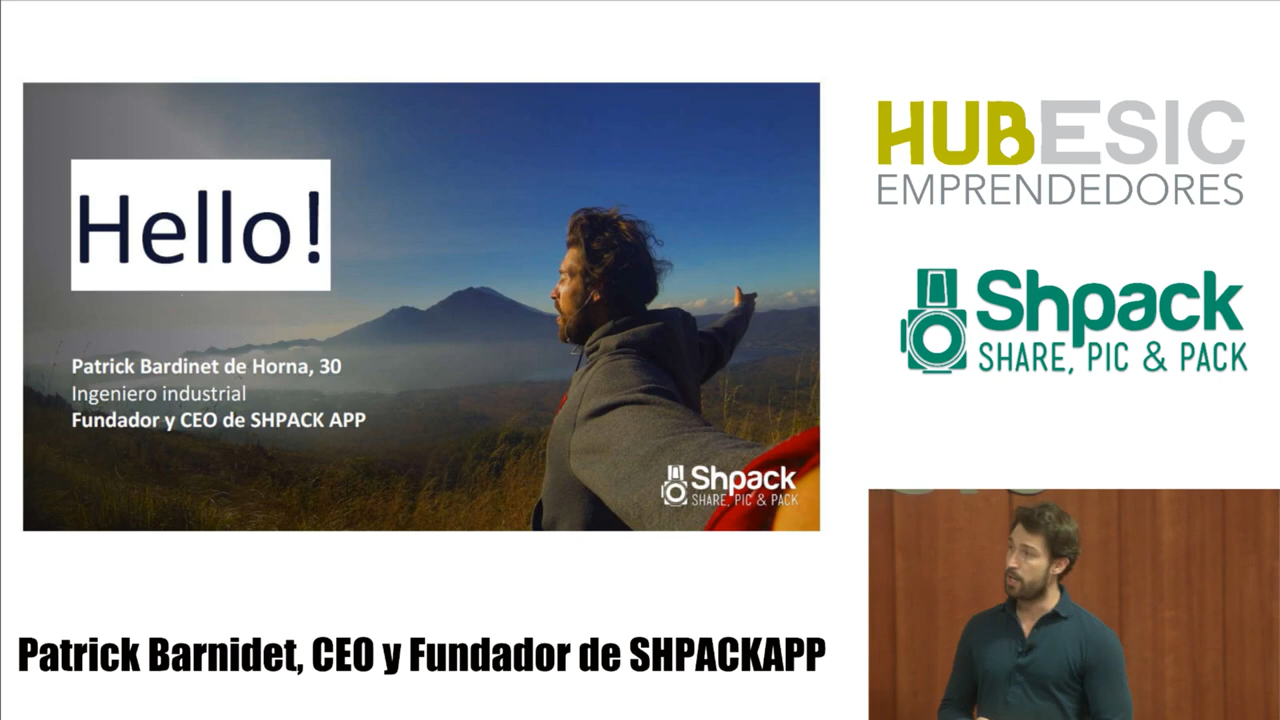 Hello!
Patrick Bardinet de Horna, 30
Ingeniero industrial
Fundador y CEO de SHPACK APP
Shpack
SHARE, PIC & PACK
HUBESIC
EMPRENDEDORES
Shpack
SHARE, PIC & PACK
Patrick Barnidet, CEO y Fundador de SHPACKAPP